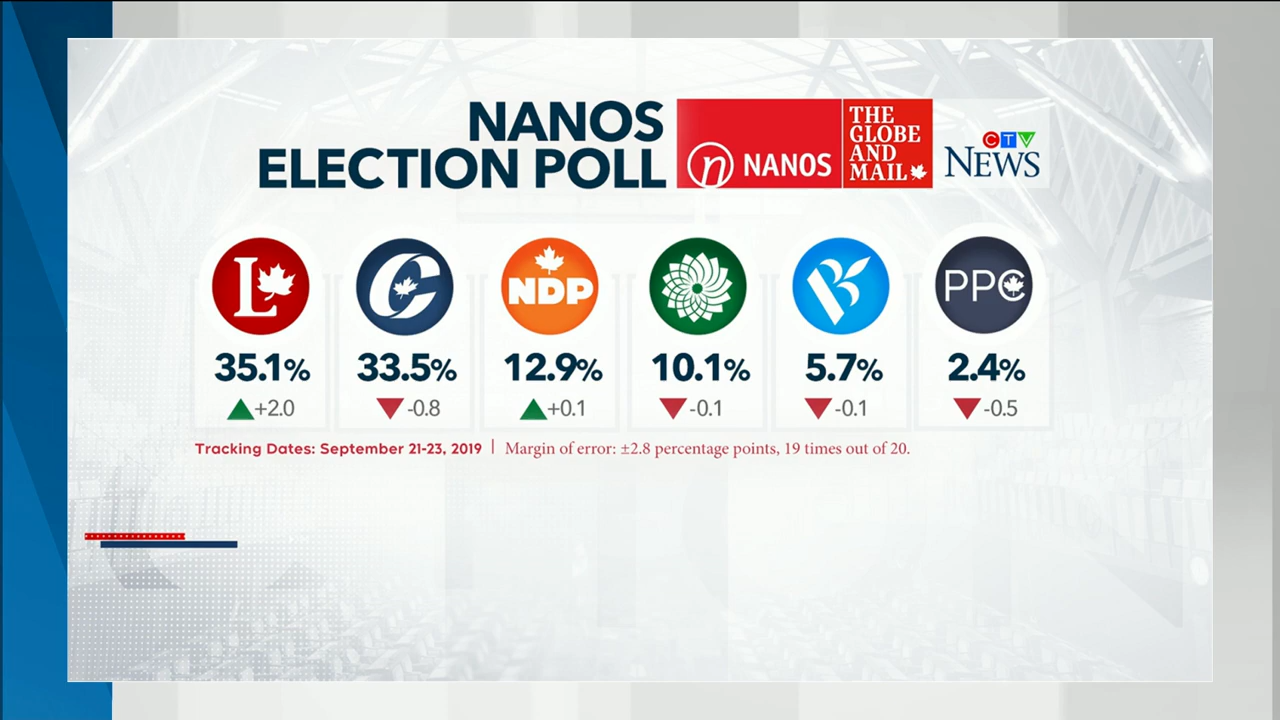 NANOS
ELECTION POLL
n NANOS
THE
GLOBE
AND
MAIL
CTV
NEWS
L
C
NDP
PPC
35.1% 33.5% 12.9% 10.1% 5.7% 2.4%
+2.0 -0.8 +0.1 -0.1 -0.1 -0.5
Tracking Dates: September 21-23, 2019 | Margin of error: ±2.8 percentage points, 19 times out of 20.